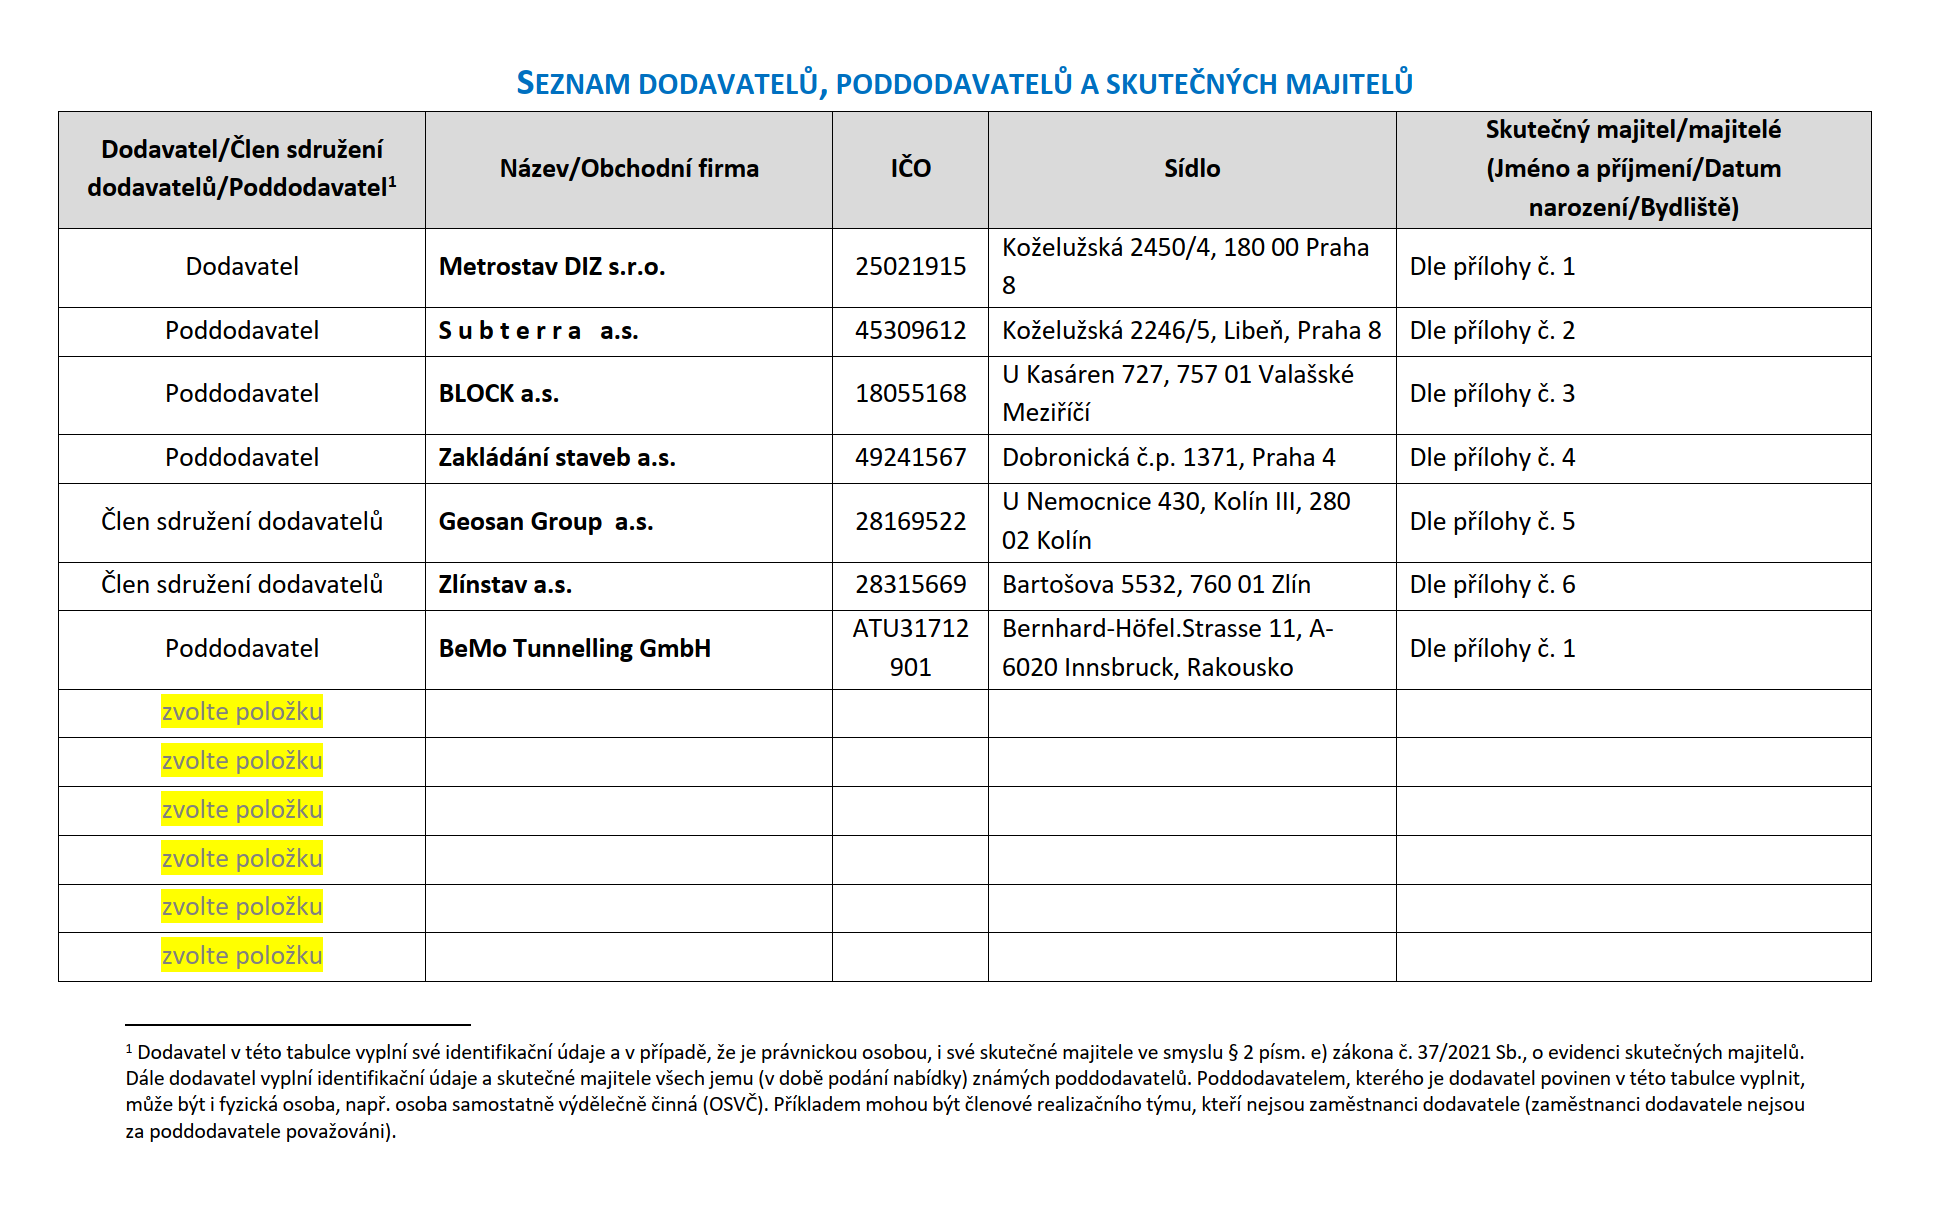 SEZNAM DODAVATELŮ, PODDODAVATELŮ A SKUTEČNÝCH MAJITELŮ
Dodavatel/Člen sdružení
dodavatelů/Poddodavatel1
Název/Obchodní firma
IČO
Sídlo
Skutečný majitel/majitelé
(Jméno a příjmení/Datum
narození/Bydliště)
Dodavatel
Metrostav DIZ s.r.o.
25021915
Koželužská 2450/4, 180 00 Praha
8
Dle přílohy č. 1
Poddodavatel
S u b t e r r a a.s.
45309612
Koželužská 2246/5, Libeň, Praha 8
Dle přílohy č. 2
Poddodavatel
BLOCK a.s.
18055168
U Kasáren 727, 757 01 Valašské
Meziříčí
Dle přílohy č. 3
Poddodavatel
Zakládání staveb a.s.
49241567
Dobronická č.p. 1371, Praha 4
Dle přílohy č. 4
Člen sdružení dodavatelů
Geosan Group a.s.
28169522
U Nemocnice 430, Kolín III, 280
02 Kolín
Dle přílohy č. 5
Člen sdružení dodavatelů
Zlínstav a.s.
28315669
Bartošova 5532, 760 01 Zlín
Dle přílohy č. 6
Poddodavatel
BeMo Tunnelling GmbH
ATU31712
901
Bernhard-Höfel.Strasse 11, A-
6020 Innsbruck, Rakousko
Dle přílohy č. 1
zvolte položku
zvolte položku
zvolte položku
zvolte položku
zvolte položku
zvolte položku
1 Dodavatel v této tabulce vyplní své identifikační údaje a v případě, že je právnickou osobou, i své skutečné majitele ve smyslu § 2 písm. e) zákona č. 37/2021 Sb., o evidenci skutečných majitelů.
Dále dodavatel vyplní identifikační údaje a skutečné majitele všech jemu (v době podání nabídky) známých poddodavatelů. Poddodavatelem, kterého je dodavatel povinen v této tabulce vyplnit,
může být i fyzická osoba, např. osoba samostatně výdělečně činná (OSVČ). Příkladem mohou být členové realizačního týmu, kteří nejsou zaměstnanci dodavatele (zaměstnanci dodavatele nejsou
za poddodavatele považováni).